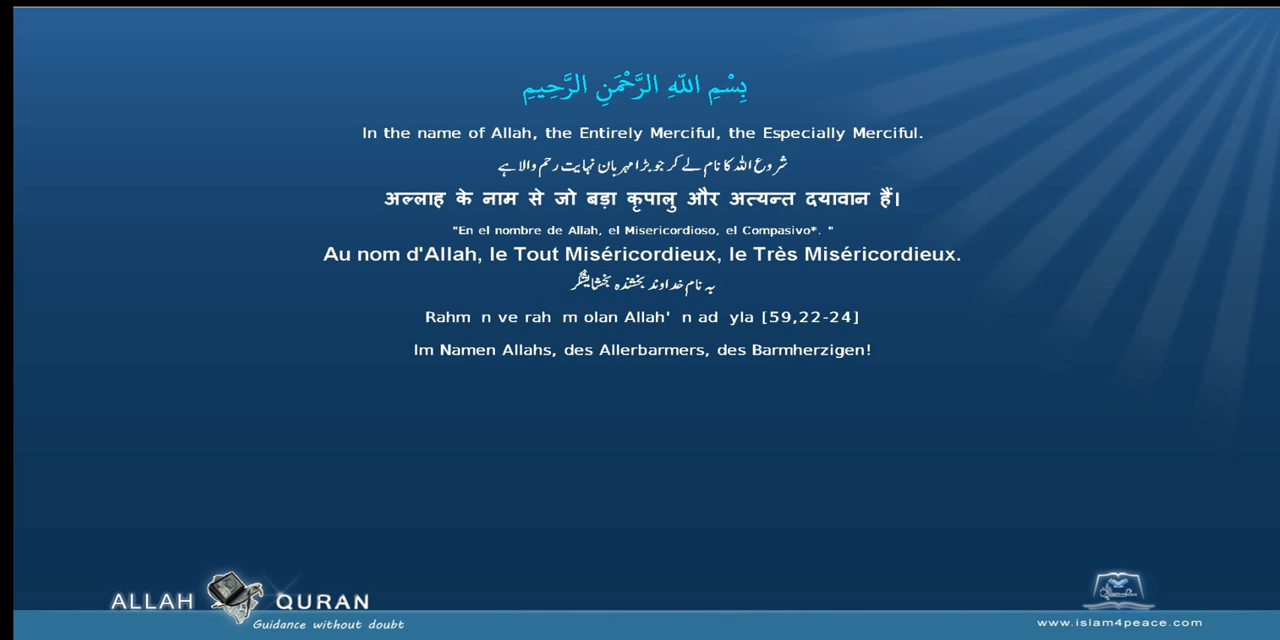 بِسْمِ اللَّهِ الرَّحْمَنِ الرَّحِيمِ
In the name of Allah, the Entirely Merciful, the Especially Merciful.
شروع الله کا نام لے کر جو بڑا مہربان نہایت رحم والا ہے
अल्लाह के नाम से जो बड़ा कृपालु और अत्यन्त दयावान हैं।
"En el nombre de Allah, el Misericordioso, el Compasivo*. "
Au nom d'Allah, le Tout Miséricordieux, le Très Miséricordieux.
به نام خداوند بخشنده بخشایشگر
Rahm n ve rah m olan Allah' n ad yla [59,22-24]
Im Namen Allahs, des Allerbarmers, des Barmherzigen!
ALLAH QURAN
Guidance without doubt
www.islam4peace.com